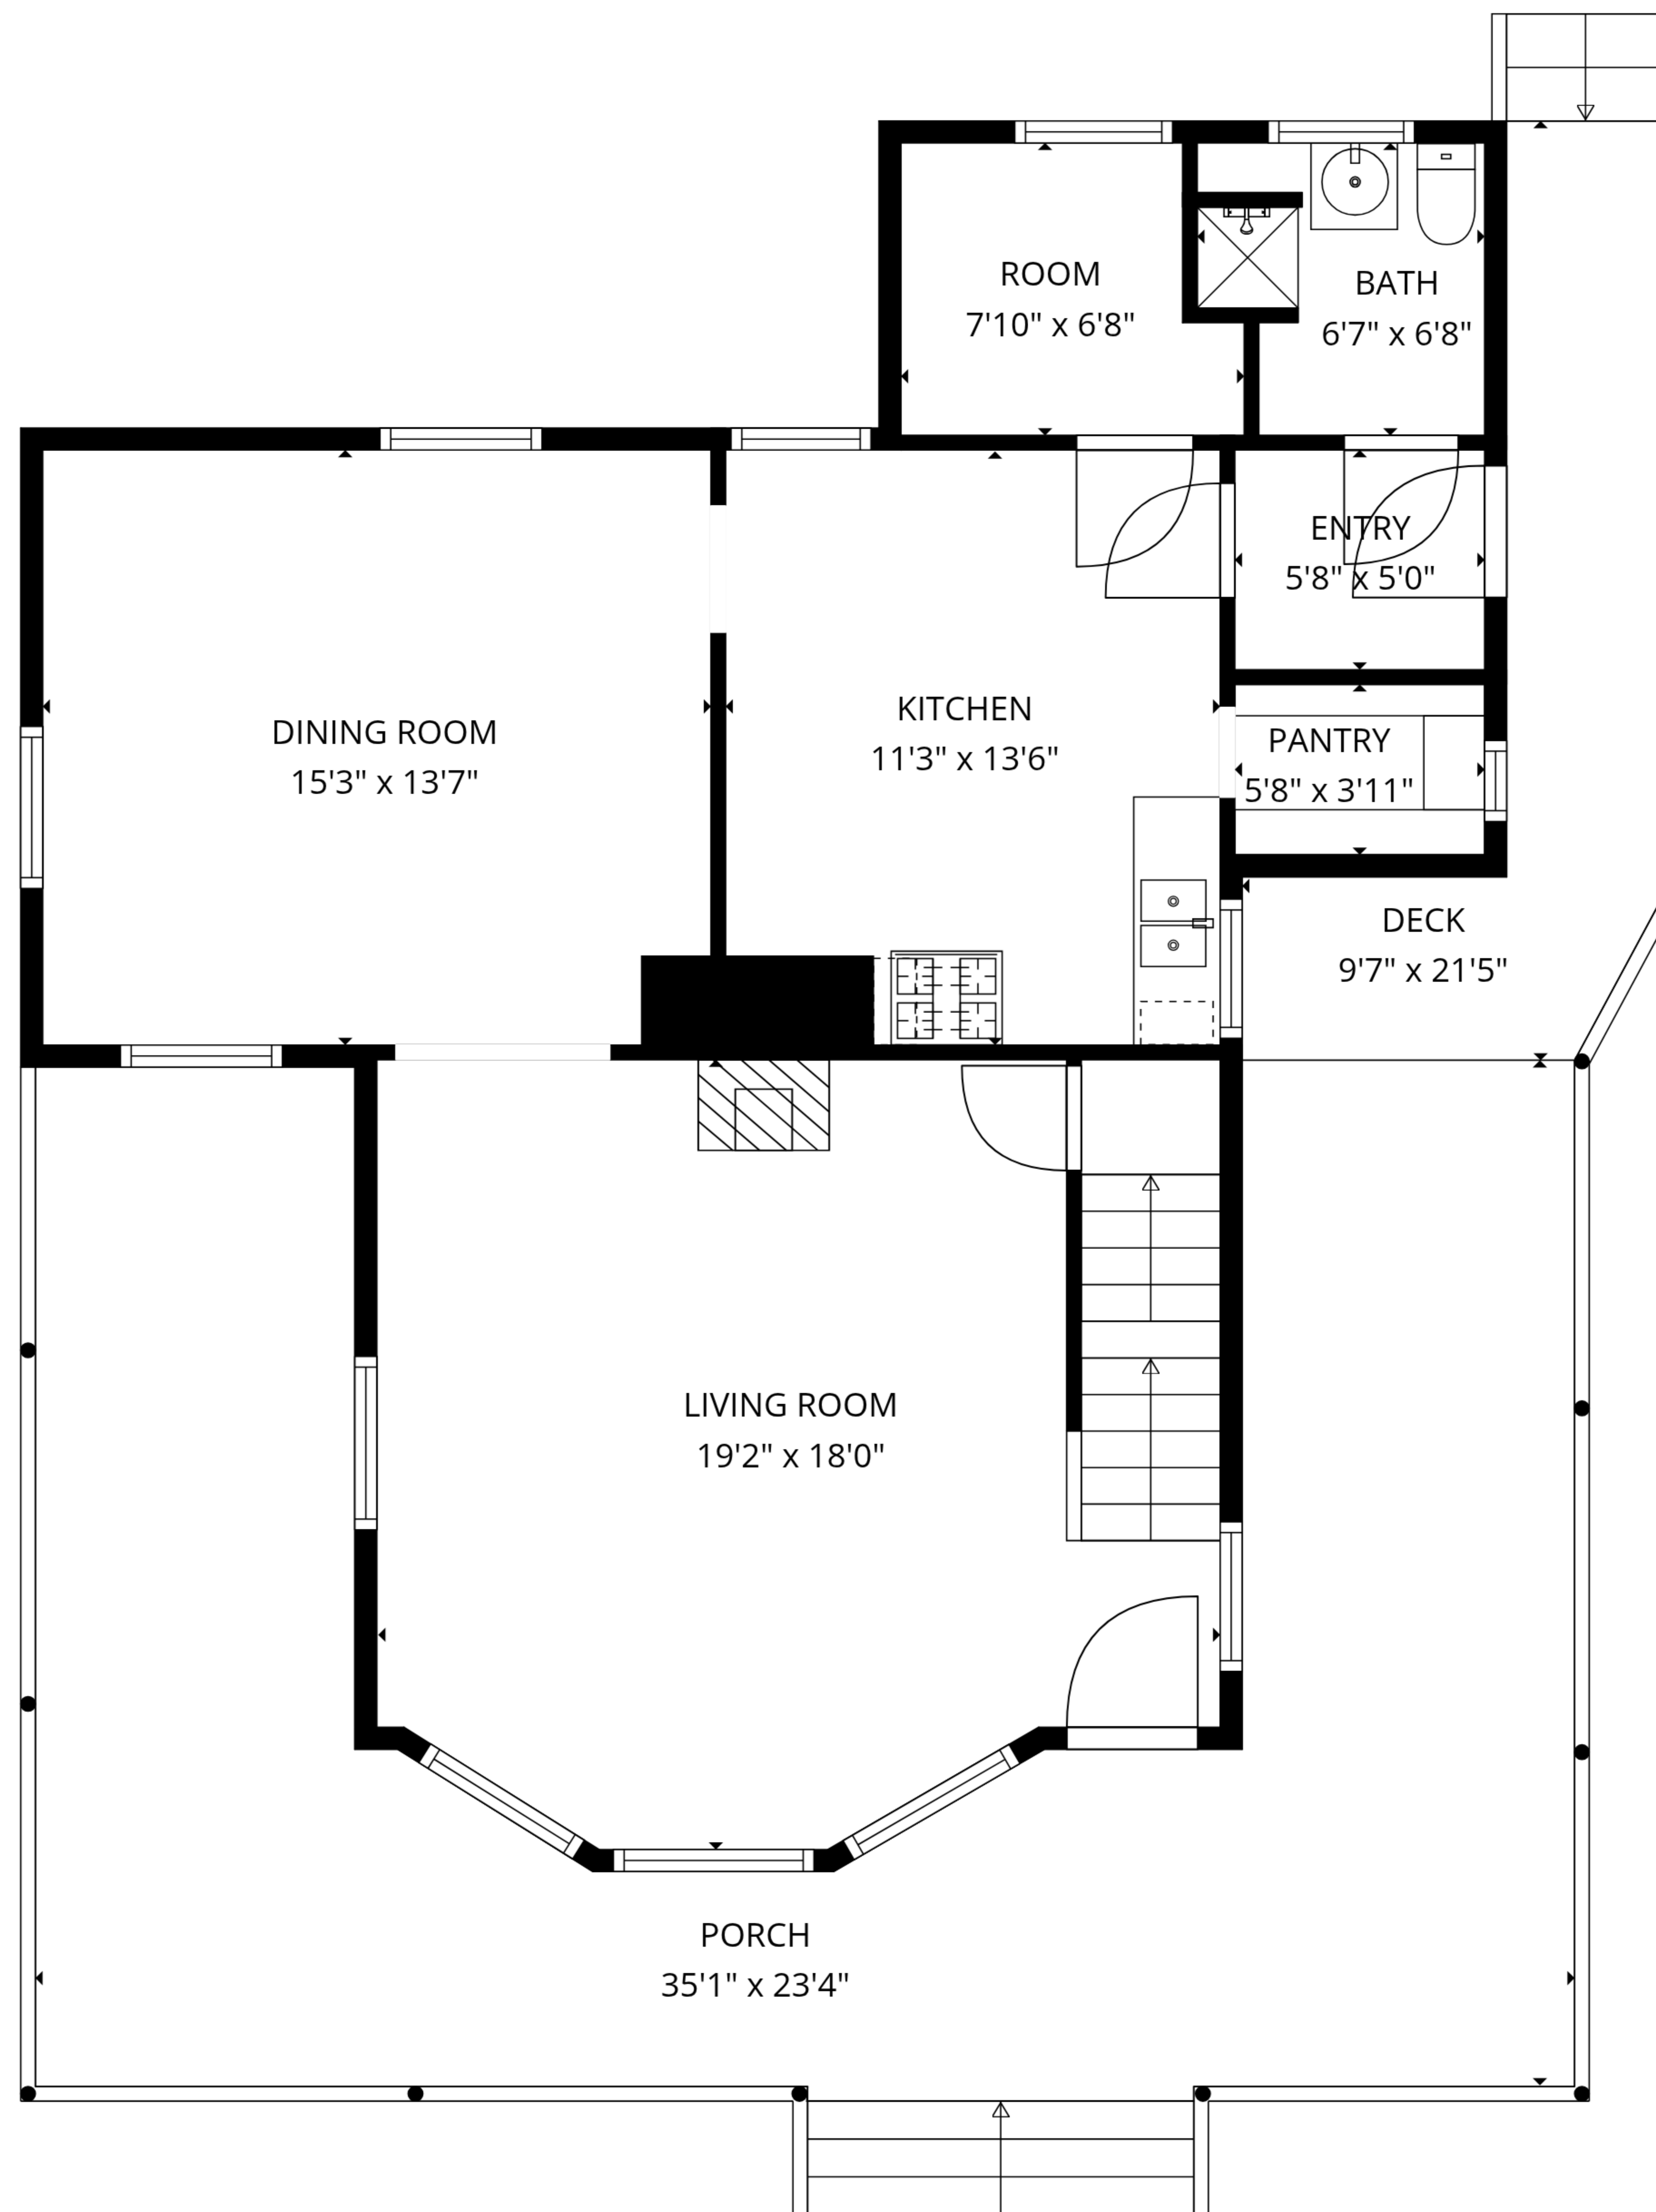 ROOM
7'10" x 6'8"
BATH
6'7" x 6'8"
ENTRY
5'8" x 5'0"
DINING ROOM
15'3" x 13'7"
KITCHEN
11'3" x 13'6"
PANTRY
5'8" x 3'11"
DECK
9'7" x 21'5"
LIVING ROOM
19'2" x 18'0"
PORCH
35'1" x 23'4"